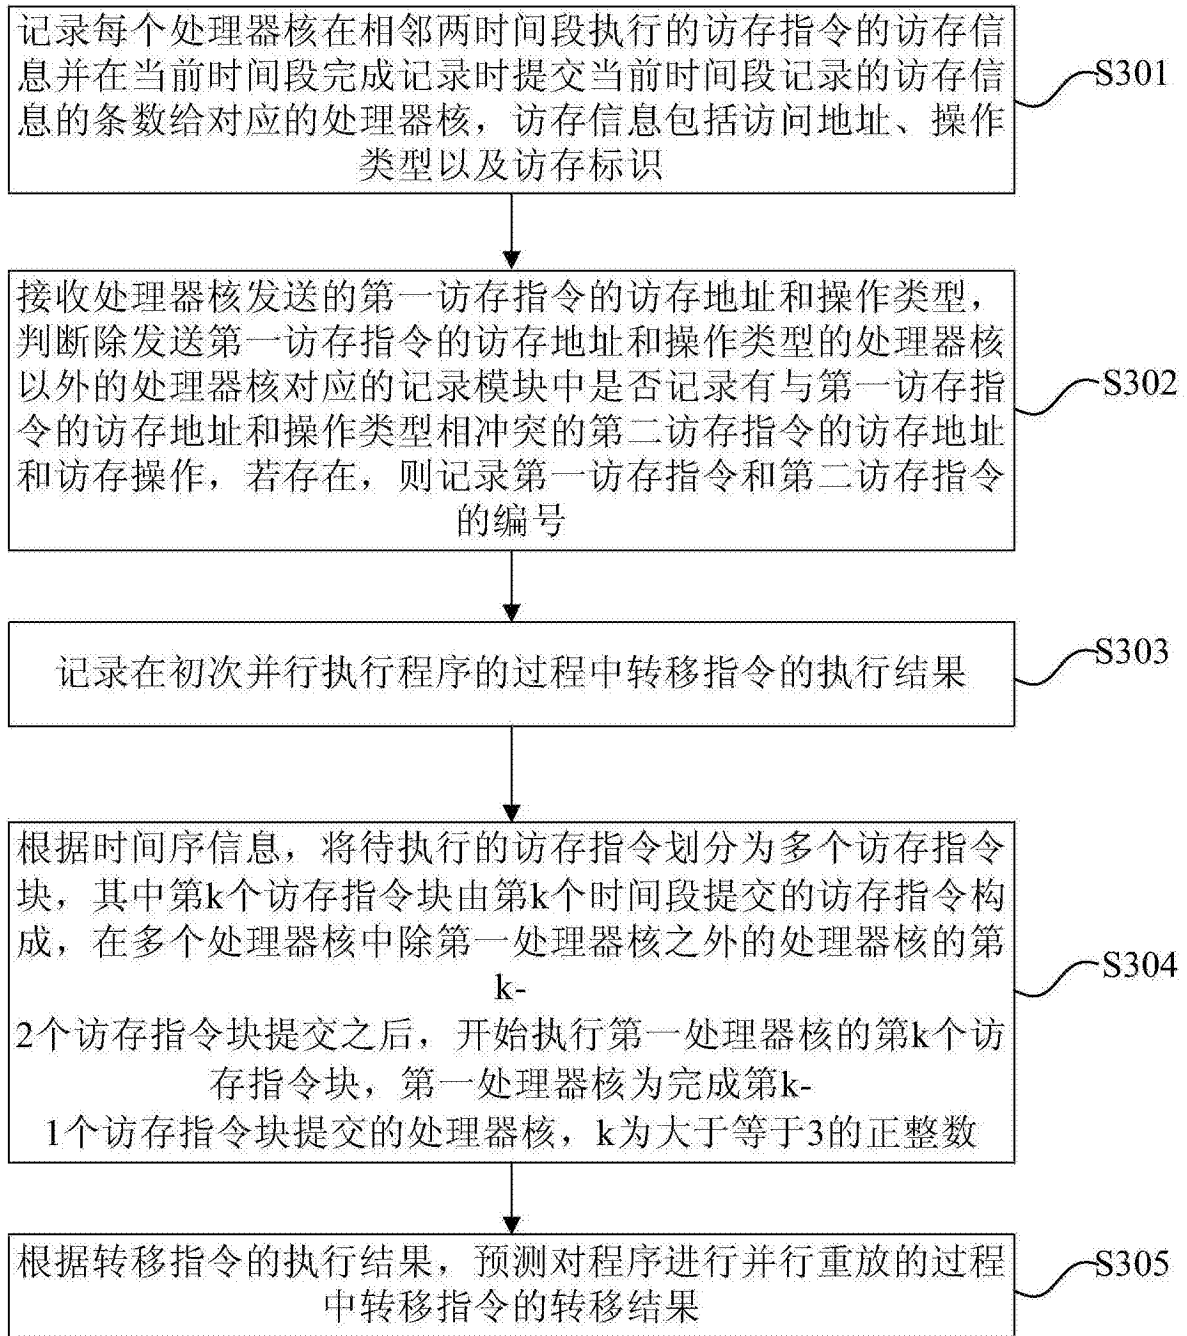 记录每个处理器核在相邻两时间段执行的访存指令的访存信
息并在当前时间段完成记录时提交当前时间段记录的访存信
息的条数给对应的处理器核，访存信息包括访问地址、操作
类型以及访存标识
S301
接收处理器核发送的第一访存指令的访存地址和操作类型，
判断除发送第一访存指令的访存地址和操作类型的处理器核
以外的处理器核对应的记录模块中是否记录有与第一访存指
令的访存地址和操作类型相冲突的第二访存指令的访存地址
和访存操作，若存在，则记录第一访存指令和第二访存指令
的编号
S302
记录在初次并行执行程序的过程中转移指令的执行结果
S303
根据时间序信息，将待执行的访存指令划分为多个访存指令
块，其中第k个访存指令块由第k个时间段提交的访存指令构
成，在多个处理器核中除第一处理器核之外的处理器核的第
k-
2个访存指令块提交之后，开始执行第一处理器核的第k个访
存指令块，第一处理器核为完成第k-
1个访存指令块提交的处理器核，k为大于等于3的正整数
S304
根据转移指令的执行结果，预测对程序进行并行重放的过程
中转移指令的转移结果
S305